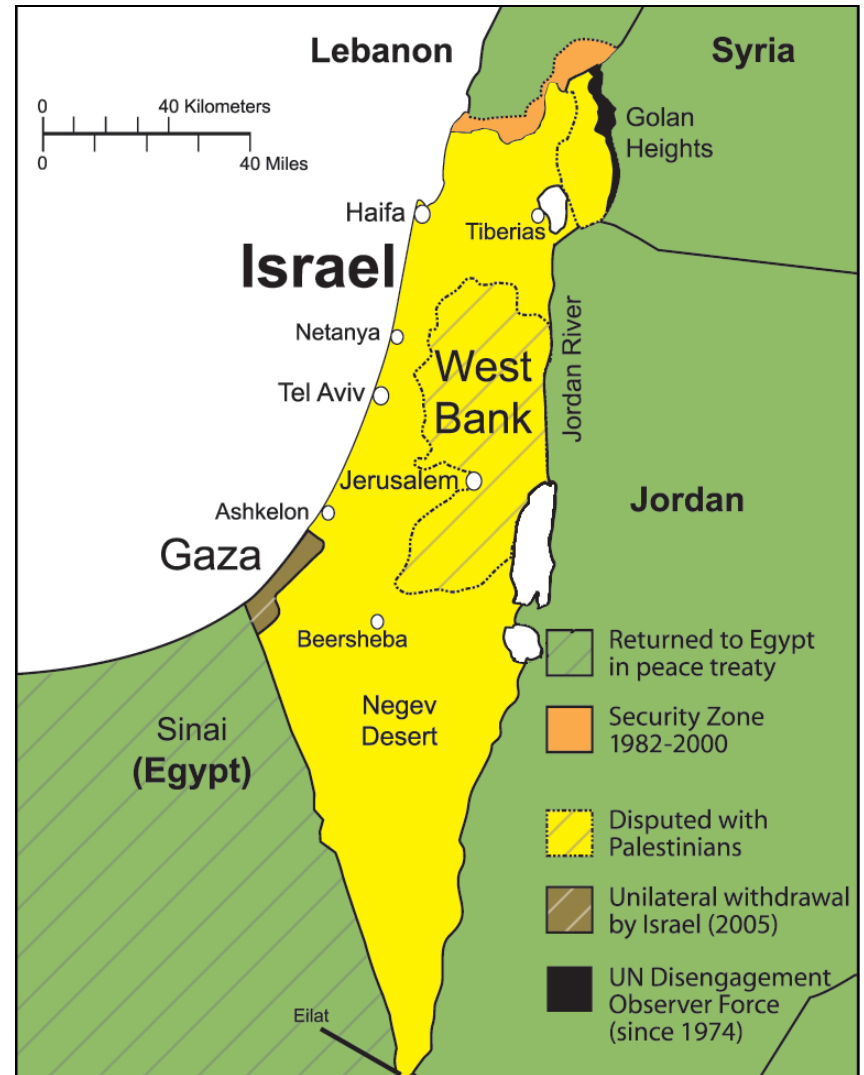 Lebanon
Syria
0
40 Kilometers
0
40 Miles
Golan
Heights
Haifa
Tiberias
Israel
Netanya
West
Bank
Jordan River
Tel Aviv
Jerusalem
Jordan
Ashkelon
Gaza
Beersheba
Negev
Desert
Sinai
(Egypt)
Eilat
Returned to Egypt
in peace treaty
Security Zone
1982-2000
Disputed with
Palestinians
Unilateral withdrawal
by Israel (2005)
UN Disengagement
Observer Force
(since 1974)